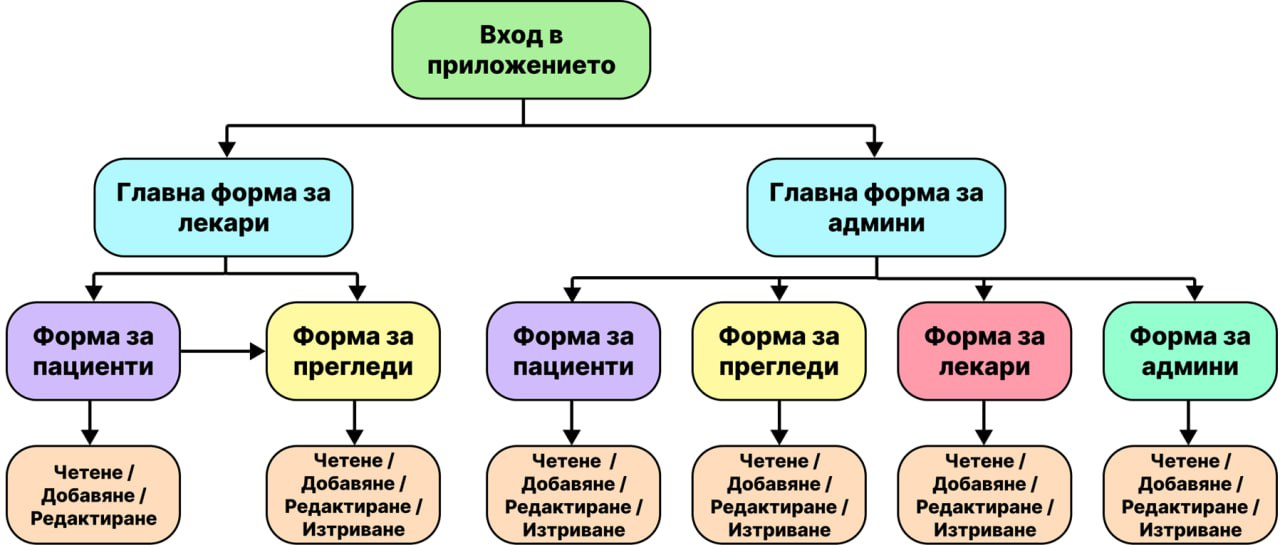 Вход в
приложението
Главна форма за
лекари
Главна форма за
админи
Форма за
пациенти
Форма за
прегледи
Форма за
пациенти
Форма за
прегледи
Форма за
лекари
Форма за
админи
Четене /
Добавяне /
Редактиране
Четене /
Добавяне /
Редактиране /
Изтриване
Четене /
Добавяне /
Редактиране /
Изтриване
Четене /
Добавяне /
Редактиране /
Изтриване
Четене /
Добавяне /
Редактиране /
Изтриване
Четене /
Добавяне /
Редактиране /
Изтриване